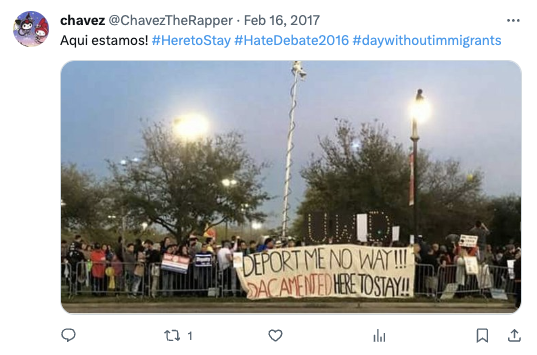 chavez @ChavezTheRapper · Feb 16, 2017
Aqui estamos! #HeretoStay #HateDebate2016 #daywithoutimmigrants
UWD
DEPORT ME NO WAY!!!
DACAMENTED HERE TO STAY!!
1